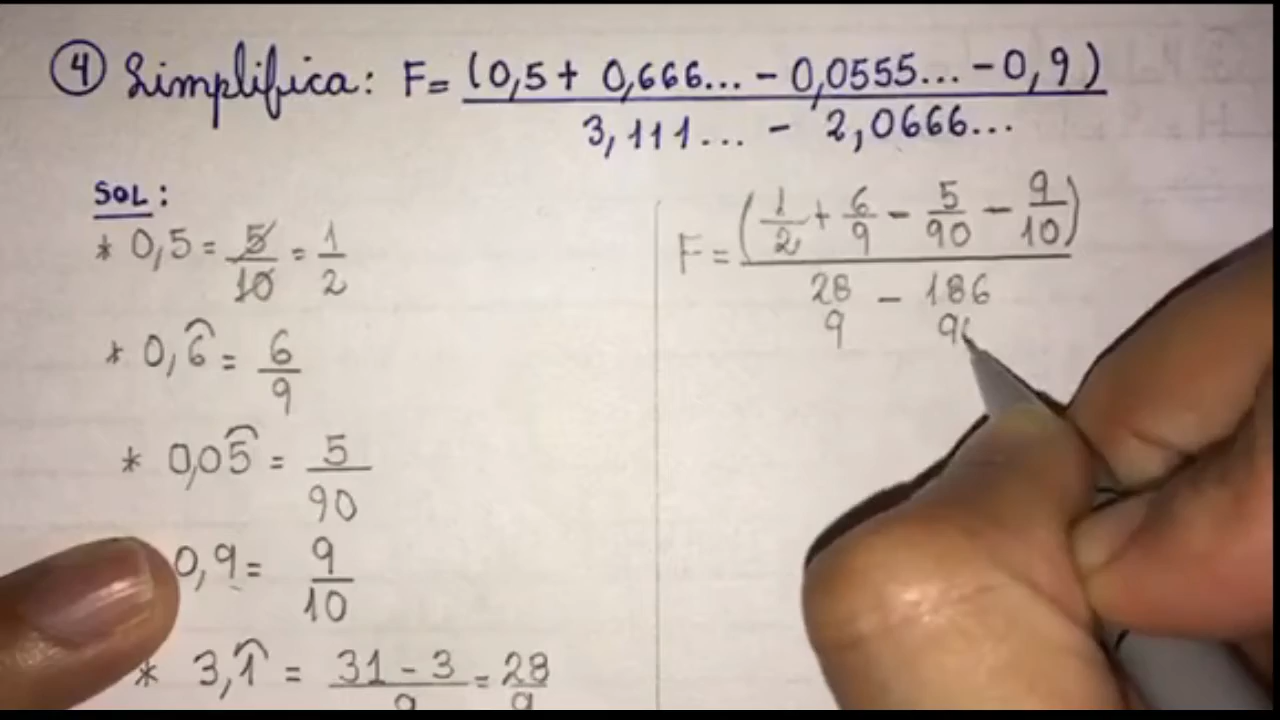 ④ Simplifica: F = (0,5 + 0,666... - 0,0555... - 0,9)
3,111... - 2,0666...
SOL:
* 0,5 = 5/10 = 1/2
* 0,6̑ = 6/9
* 0,05̑ = 5/90
0,9 = 9/10
* 3,1̑ = 31 - 3/9 = 28/9
F = (1/2 + 6/9 - 5/90 - 9/10)
28/9 - 186/9